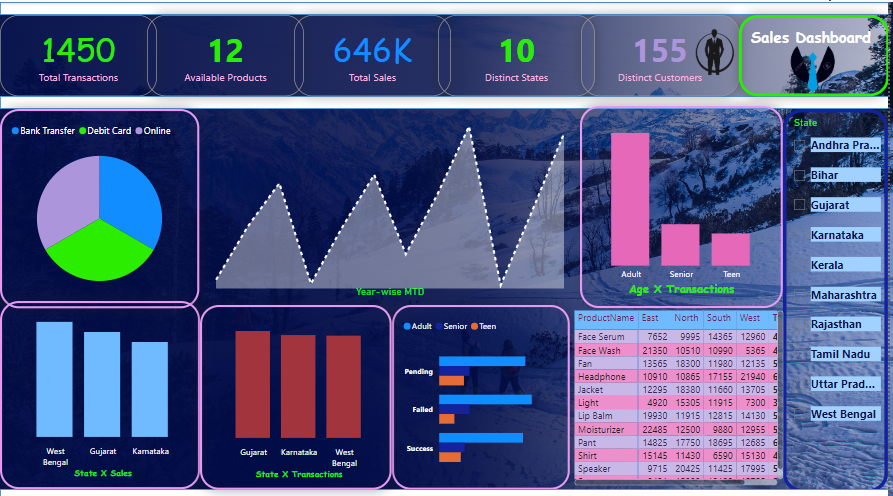 1450
Total Transactions
12
Available Products
646K
Total Sales
10
Distinct States
155
Distinct Customers
Sales Dashboard
Bank Transfer Debit Card Online
Year-wise MTD
Adult Senior Teen
Age X Transactions
State
Andhra Pra...
Bihar
Gujarat
Karnataka
Kerala
Maharashtra
Rajasthan
Tamil Nadu
Uttar Prad...
West Bengal
West Bengal Gujarat Karnataka
State X Sales
Gujarat Karnataka West Bengal
State X Transactions
Adult Senior Teen
Pending
Failed
Success
ProductName East North South West T
Face Serum 7652 9995 14365 12960 4
Face Wash 21350 10510 10990 5365 4
Fan 13565 18300 11980 12135 5
Headphone 10910 10865 17155 21940 6
Jacket 12295 18380 11660 13705 5
Light 4920 15305 11915 7300 3
Lip Balm 19930 11915 12815 14130 5
Moisturizer 22485 12500 9880 12955 5
Pant 14825 17750 18695 12685 6
Shirt 15145 11430 6590 15130 4
Speaker 9715 20425 11425 17995 5